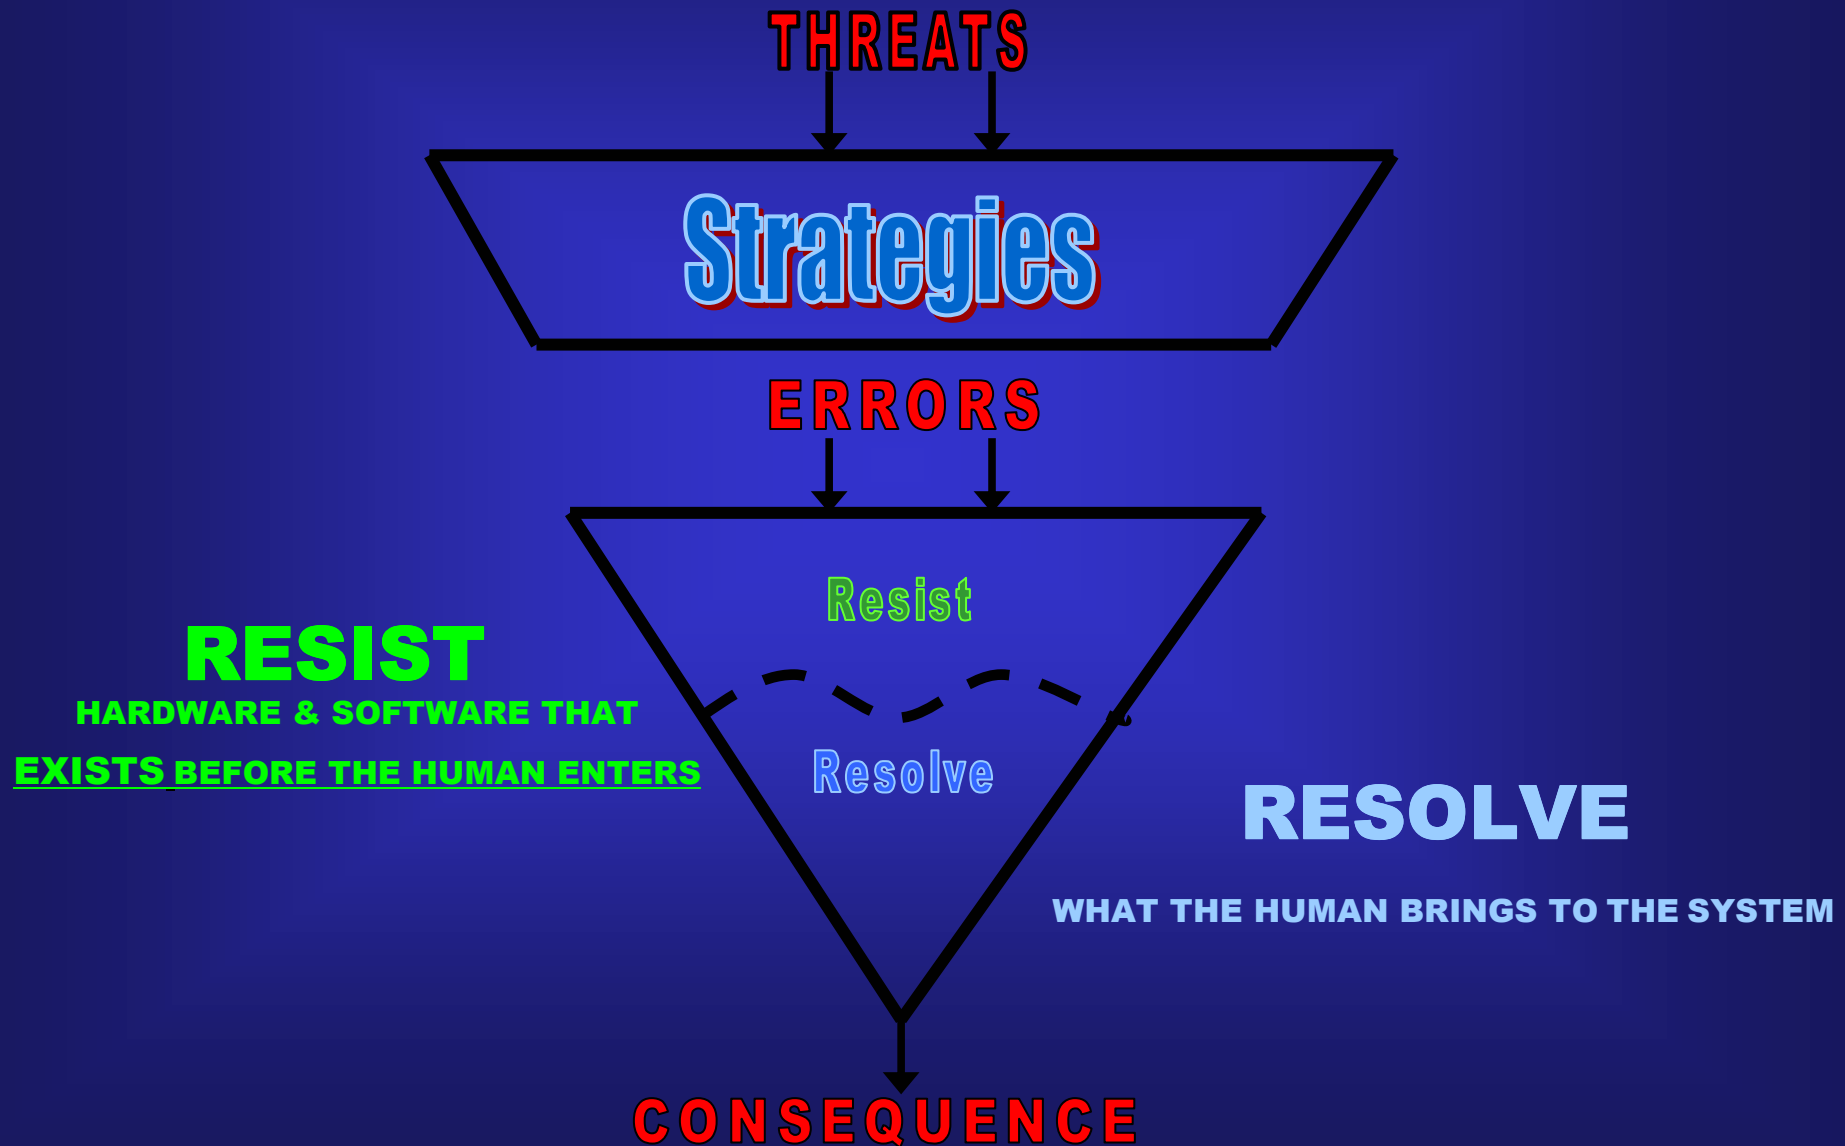 THREATS
Strategies
ERRORS
Resist
RESIST
HARDWARE & SOFTWARE THAT
EXISTS BEFORE THE HUMAN ENTERS
Resolve
RESOLVE
WHAT THE HUMAN BRINGS TO THE SYSTEM
CONSEQUENCE